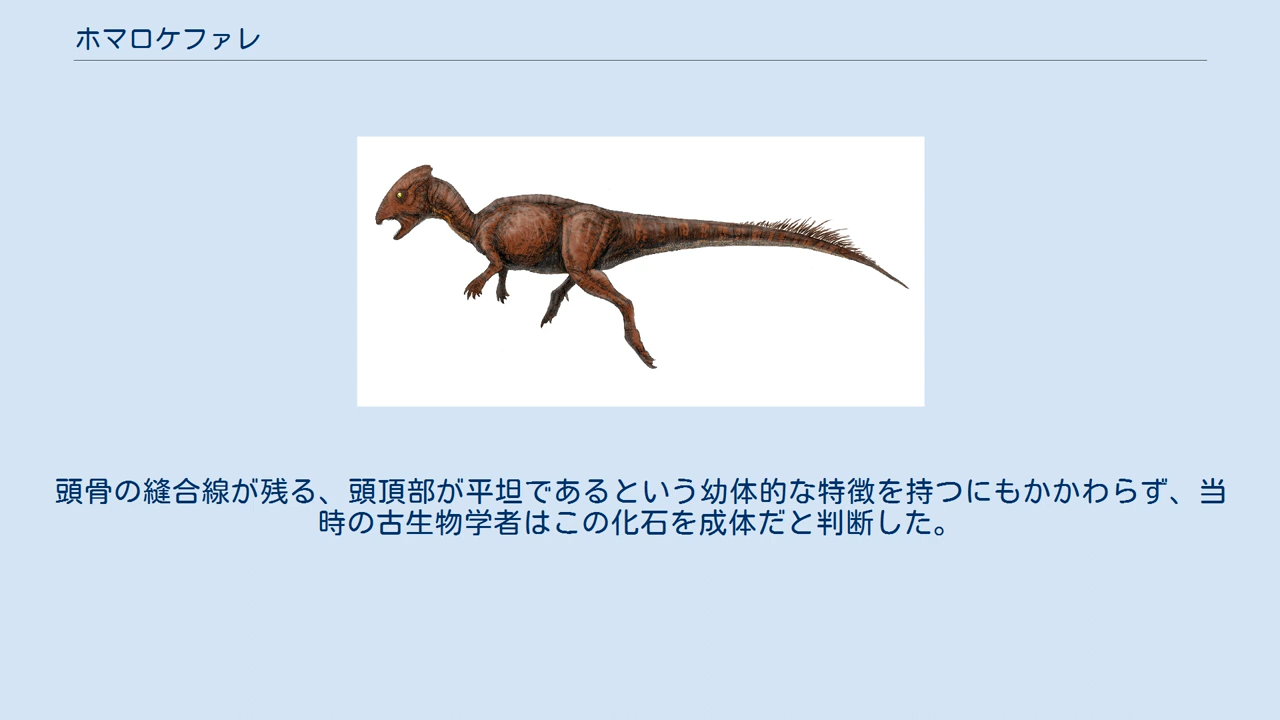 ホマロケファレ
頭骨の縫合線が残る、頭頂部が平坦であるという幼体的な特徴を持つにもかかわらず、当
時の古生物学者はこの化石を成体だと判断した。